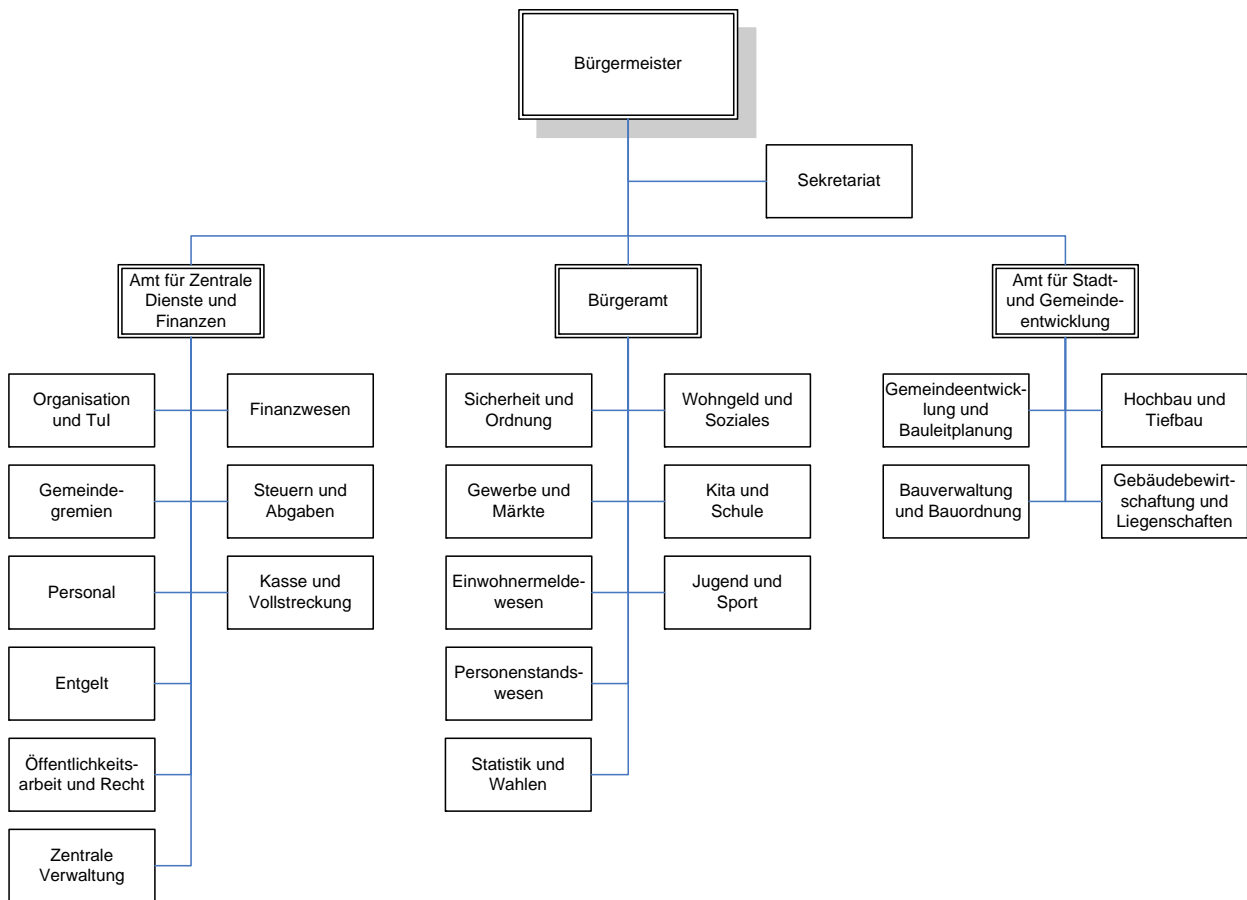 Bürgermeister
Sekretariat
Amt für Zentrale
Dienste und
Finanzen
Bürgeramt
Amt für Stadt-
und Gemeinde-
entwicklung
Organisation
und TuI
Finanzwesen
Sicherheit und
Ordnung
Wohngeld und
Soziales
Gemeindeentwick-
lung und
Bauleitplanung
Hochbau und
Tiefbau
Gemeinde-
gremien
Steuern und
Abgaben
Gewerbe und
Märkte
Kita und
Schule
Bauverwaltung
und Bauordnung
Gebäudebewirt-
schaftung und
Liegenschaften
Personal
Kasse und
Vollstreckung
Einwohnermelde-
wesen
Jugend und
Sport
Entgelt
Personenstands-
wesen
Öffentlichkeits-
arbeit und Recht
Statistik und
Wahlen
Zentrale
Verwaltung